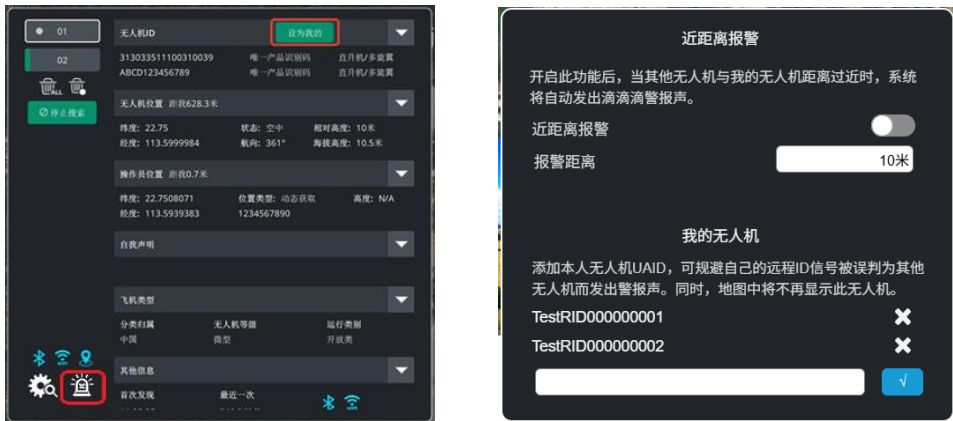 01
02
ALL
停止搜索
无人机ID 设为我的
313033511100310039 唯一产品识别码 直升机/多旋翼
ABCD123456789 唯一产品识别码 直升机/多旋翼
无人机位置 距我628.3米
纬度: 22.75 状态: 空中 相对高度: 10米
经度: 113.5999984 航向: 361° 海拔高度: 10.5米
操作员位置 距我0.7米
纬度: 22.7508071 位置类型: 动态获取 高度: N/A
经度: 113.5939383 1234567890
自我声明
飞机类型
分类归属 无人机等级 运行类别
中国 微型 开放类
其他信息
首次发现 最近一次
近距离报警
开启此功能后，当其他无人机与我的无人机距离过近时，系统
将自动发出滴滴滴警报声。
近距离报警
报警距离 10米
我的无人机
添加本人无人机UAID，可规避自己的远程ID信号被误判为其他
无人机而发出警报声。同时，地图中将不再显示此无人机。
TestRID000000001
TestRID000000002
√